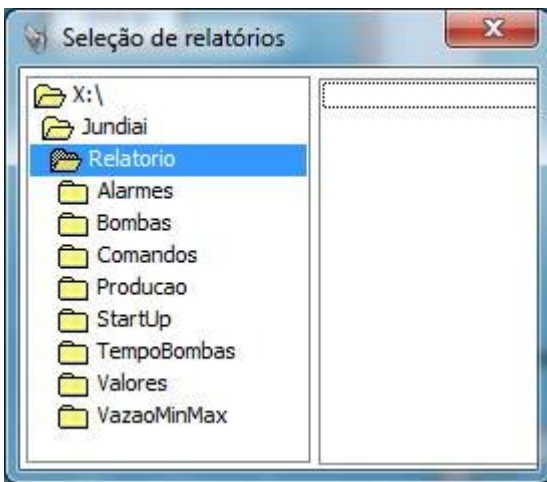 Seleção de relatórios
X:\
Jundiai
Relatorio
Alarmes
Bombas
Comandos
Producao
StartUp
TempoBombas
Valores
VazaoMinMax